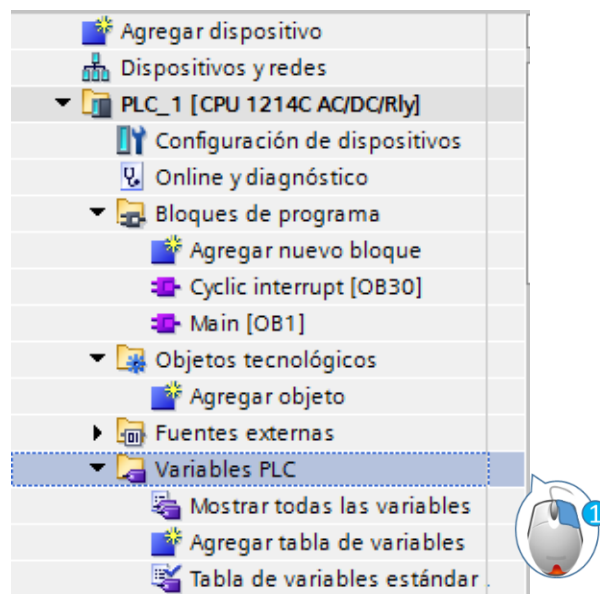 Agregar dispositivo
Dispositivos y redes
PLC_1 [CPU 1214C AC/DC/Rly]
Configuración de dispositivos
Online y diagnóstico
Bloques de programa
Agregar nuevo bloque
Cyclic interrupt [OB30]
Main [OB1]
Objetos tecnológicos
Agregar objeto
Fuentes externas
Variables PLC
Mostrar todas las variables
1
Agregar tabla de variables
Tabla de variables estándar .